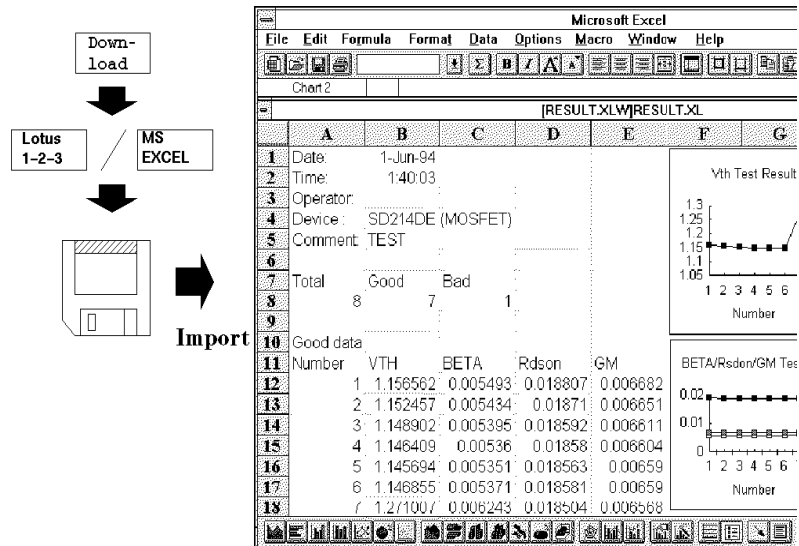 Down-
load
Lotus
1-2-3
MS
EXCEL
Import
Microsoft Excel
File Edit Formula Format Data Options Macro Window Help
Σ B I A A
Chart 2
[RESULT.XLW]RESULT.XL
A B C D E F G
1 Date: 1-Jun-94
2 Time: 1:40:03
3 Operator:
4 Device : SD214DE (MOSFET)
5 Comment: TEST
6
7 Total Good Bad
8 8 7 1
9
10 Good data
11 Number VTH BETA Rdson GM
12 1 1.156562 0.005493 0.018807 0.006682
13 2 1.152457 0.005434 0.01871 0.006651
14 3 1.148902 0.005395 0.018592 0.006611
15 4 1.146409 0.00536 0.01858 0.006604
16 5 1.145694 0.005351 0.018563 0.00659
17 6 1.146855 0.005371 0.018581 0.00659
18 7 1.271007 0.006243 0.018504 0.006568
Vth Test Result
1.3
1.25
1.2
1.15
1.1
1.05
1 2 3 4 5 6
Number
BETA/Rsdon/GM Tes
0.02
0.01
0
1 2 3 4 5 6
Number